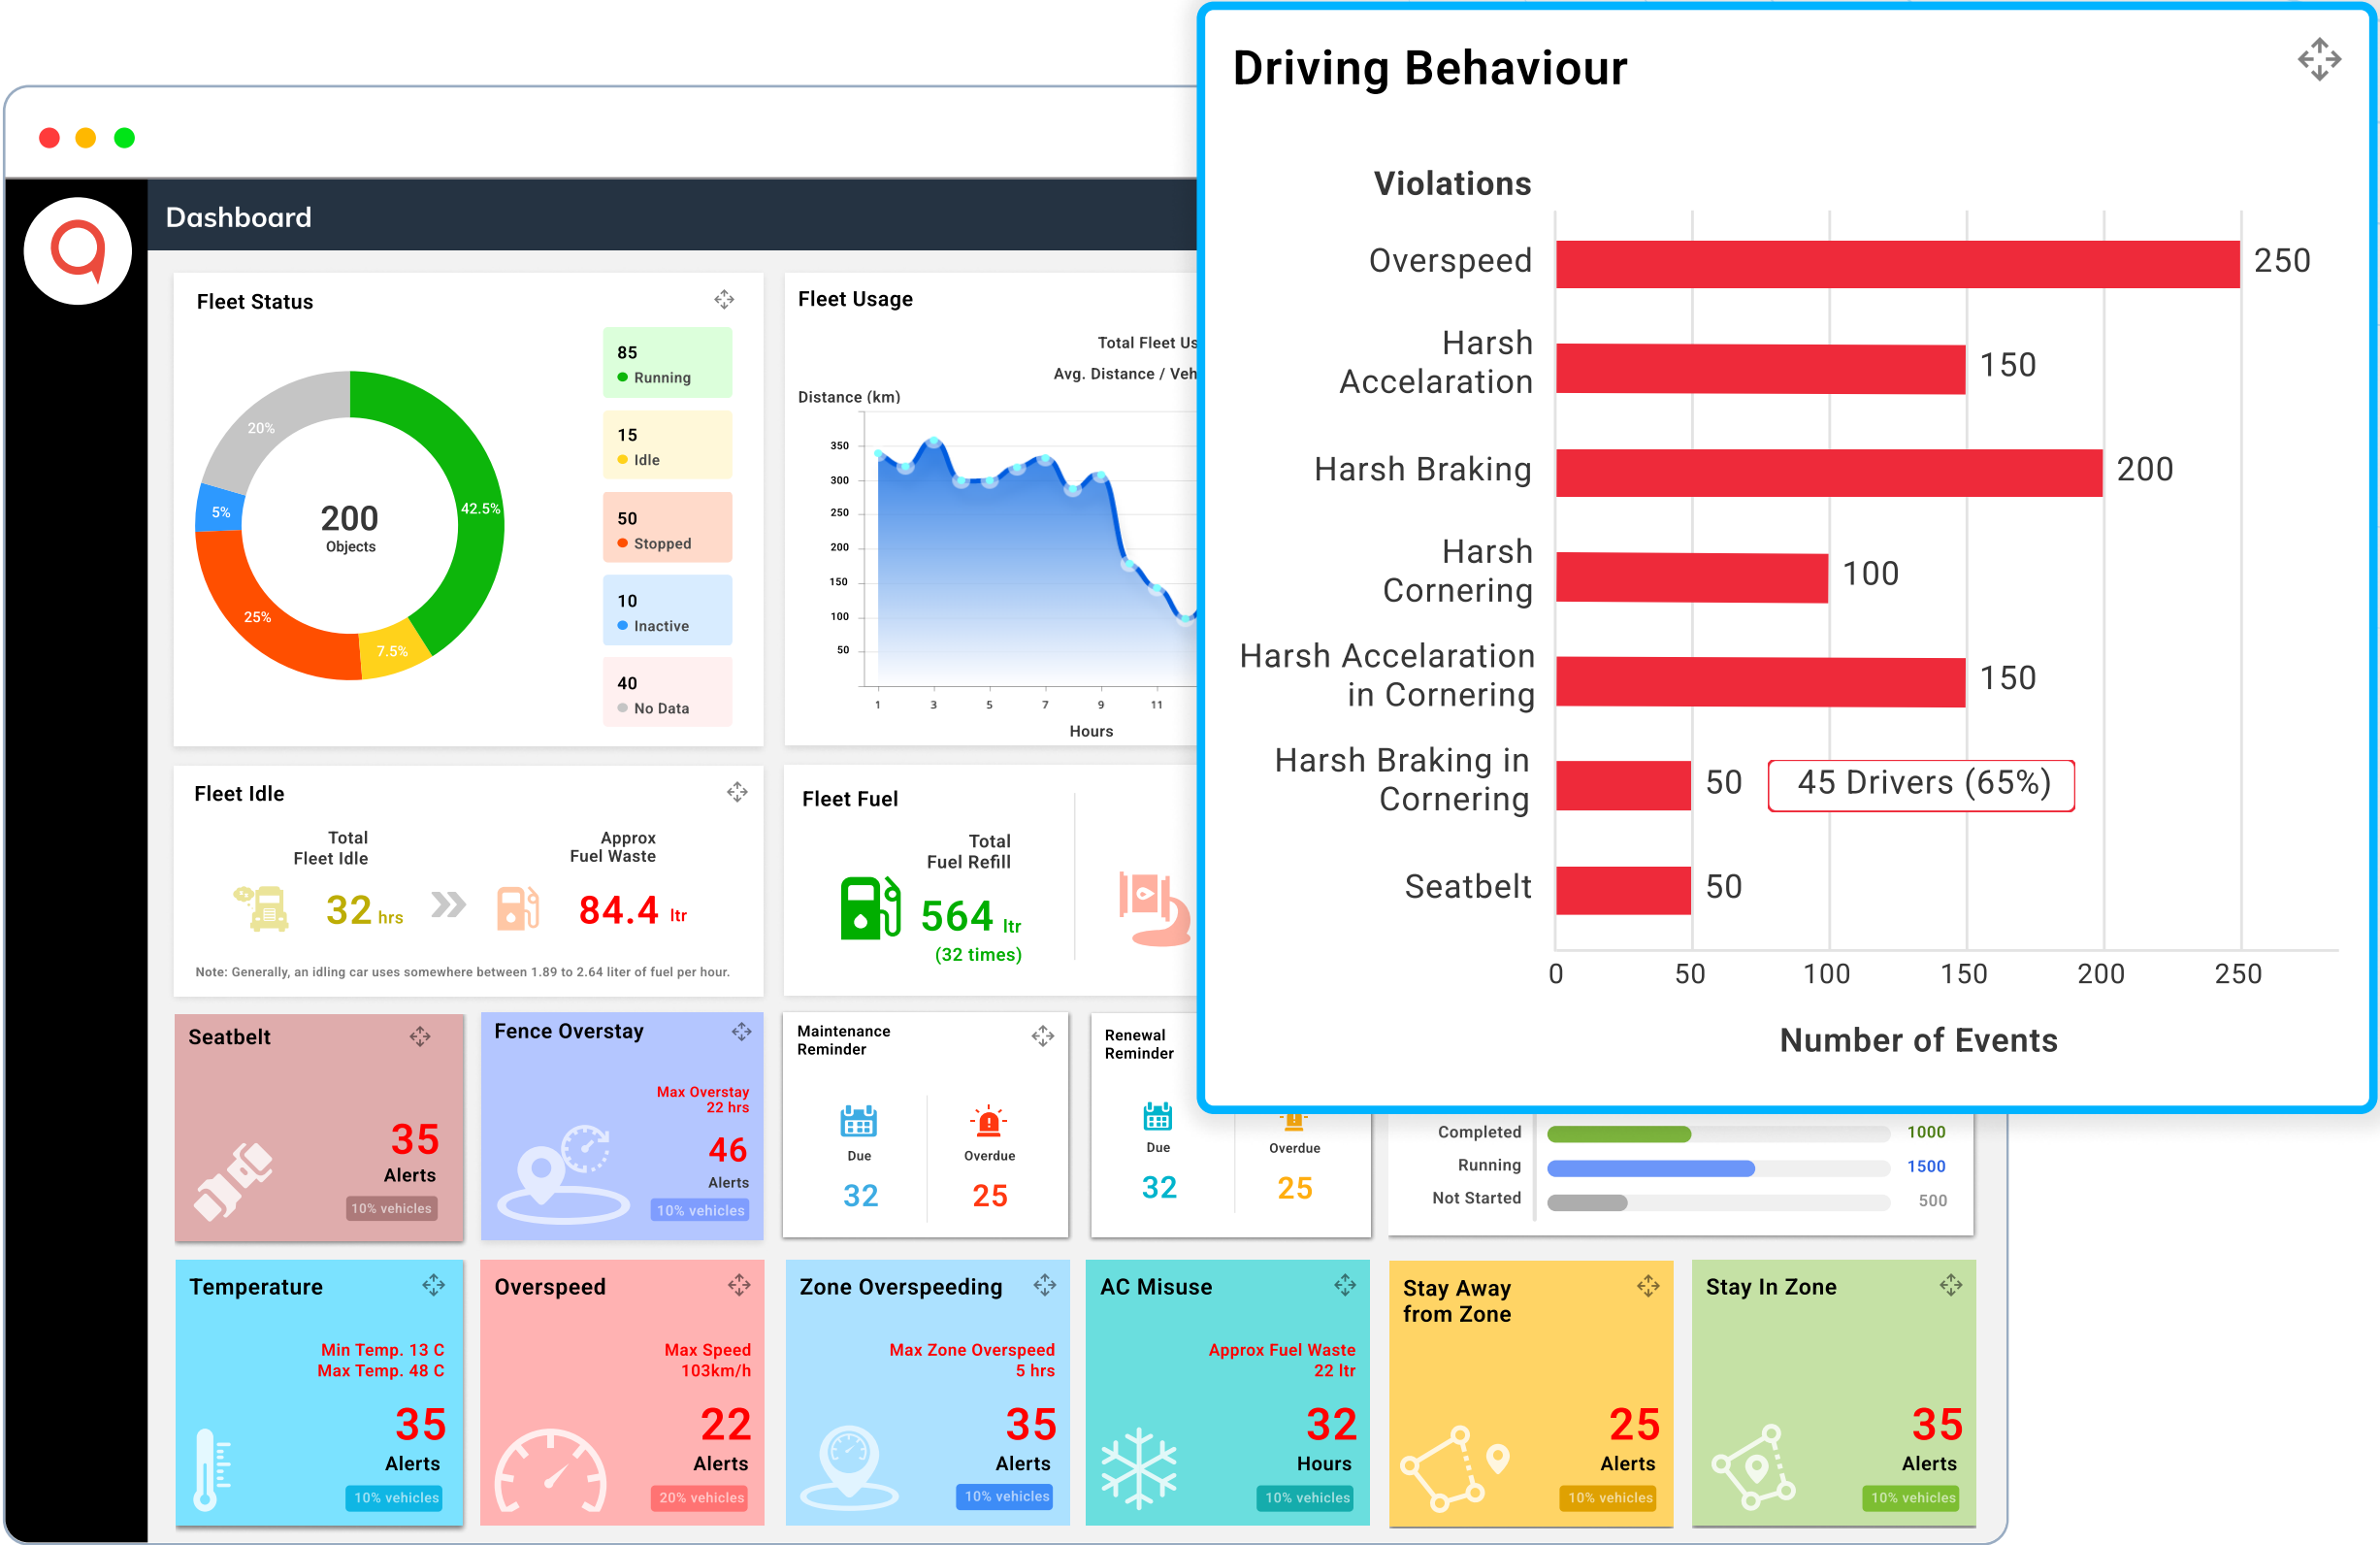 Dashboard
Fleet Status
85
Running
15
Idle
50
Stopped
10
Inactive
40
No Data
20%
42.5%
5%
25%
7.5%
200
Objects
Fleet Usage
Total Fleet Us
Avg. Distance / Veh
Distance (km)
350
300
250
200
150
100
50
1 3 5 7 9 11
Hours
Fleet Idle
Total
Fleet Idle
32 hrs
Approx
Fuel Waste
84.4 ltr
Note: Generally, an idling car uses somewhere between 1.89 to 2.64 liter of fuel per hour.
Fleet Fuel
Total
Fuel Refill
564 ltr
(32 times)
Driving Behaviour
Violations
Overspeed 250
Harsh
Accelaration
150
Harsh Braking 200
Harsh
Cornering
100
Harsh Accelaration
in Cornering
150
Harsh Braking in
Cornering
50
45 Drivers (65%)
Seatbelt 50
0 50 100 150 200 250
Number of Events
Seatbelt
35
Alerts
10% vehicles
Fence Overstay
Max Overstay
22 hrs
46
Alerts
10% vehicles
Maintenance
Reminder
Due
32
Overdue
25
Renewal
Reminder
Due
32
Overdue
25
Completed 1000
Running 1500
Not Started 500
Temperature
Min Temp. 13 C
Max Temp. 48 C
35
Alerts
10% vehicles
Overspeed
Max Speed
103km/h
22
Alerts
20% vehicles
Zone Overspeeding
Max Zone Overspeed
5 hrs
35
Alerts
10% vehicles
AC Misuse
Approx Fuel Waste
22 ltr
32
Hours
10% vehicles
Stay Away
from Zone
25
Alerts
10% vehicles
Stay In Zone
35
Alerts
10% vehicles